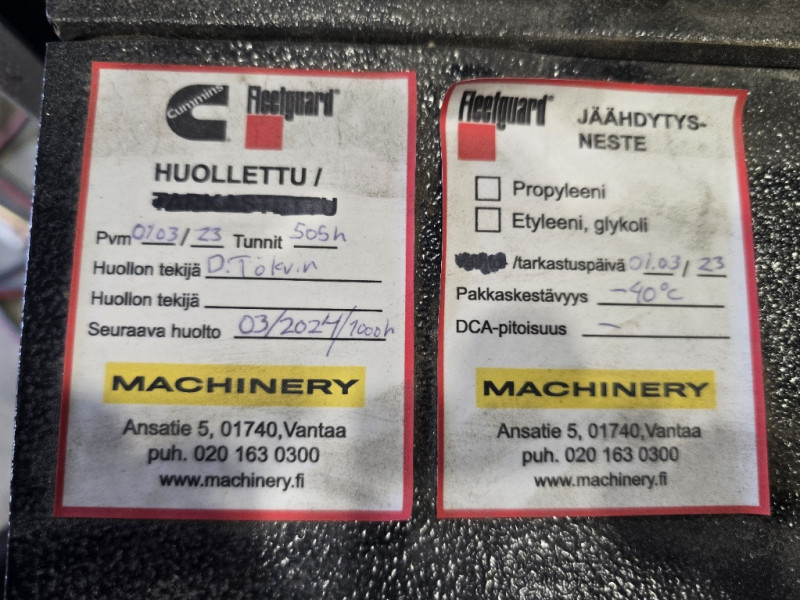 Cummins Fleetguard
HUOLLETTU /
Pvm 01.03/23 Tunnit 505h
Huollon tekijä D. Tokvin
Huollon tekijä
Seuraava huolto 03/2024/1000h
MACHINERY
Ansatie 5, 01740,Vantaa
puh. 020 163 0300
www.machinery.fi
Fleetguard JÄÄHDYTYS-
NESTE
Propyleeni
Etyleeni, glykoli
/tarkastuspäivä 01.03/23
Pakkaskestävyys -40°c
DCA-pitoisuus –
MACHINERY
Ansatie 5, 01740,Vantaa
puh. 020 163 0300
www.machinery.fi